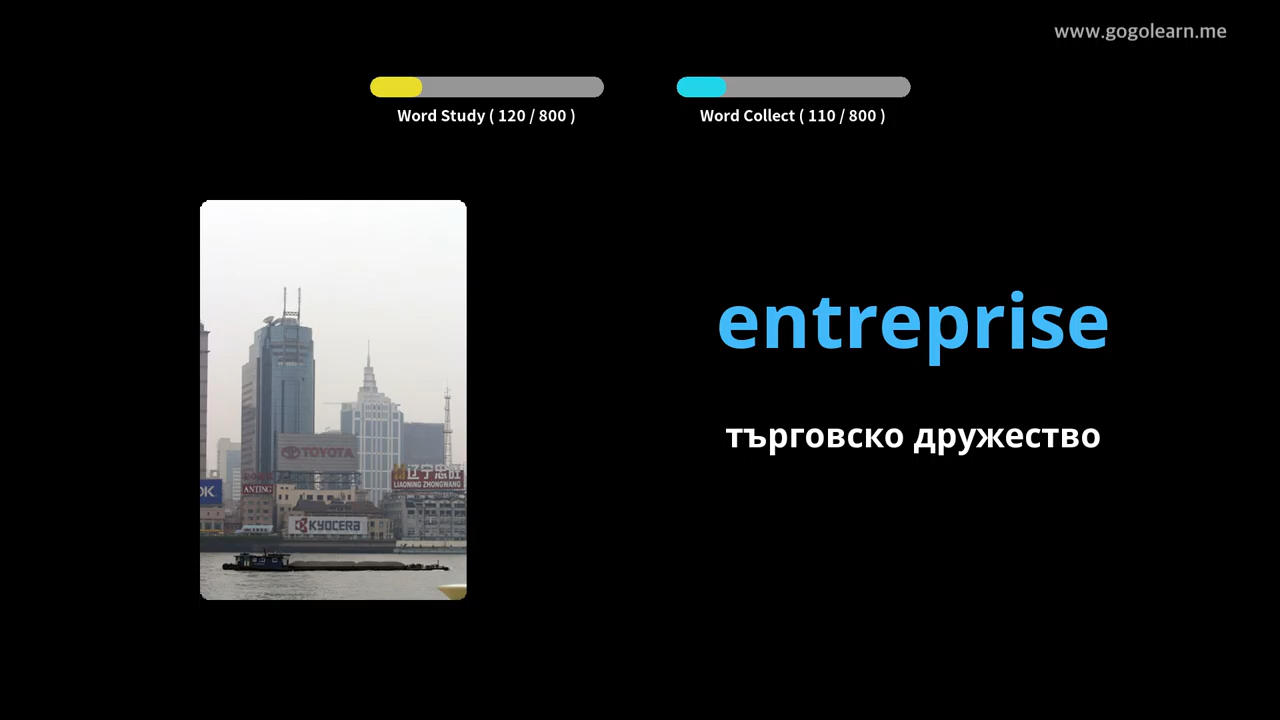 www.gogolearn.me
Word Study ( 120 / 800 )
Word Collect ( 110 / 800 )
entreprise
търговско дружество
TOYOTA
辽宁忠旺
LIAONING ZHONGWANG
OK
ANTING
KYOCERA